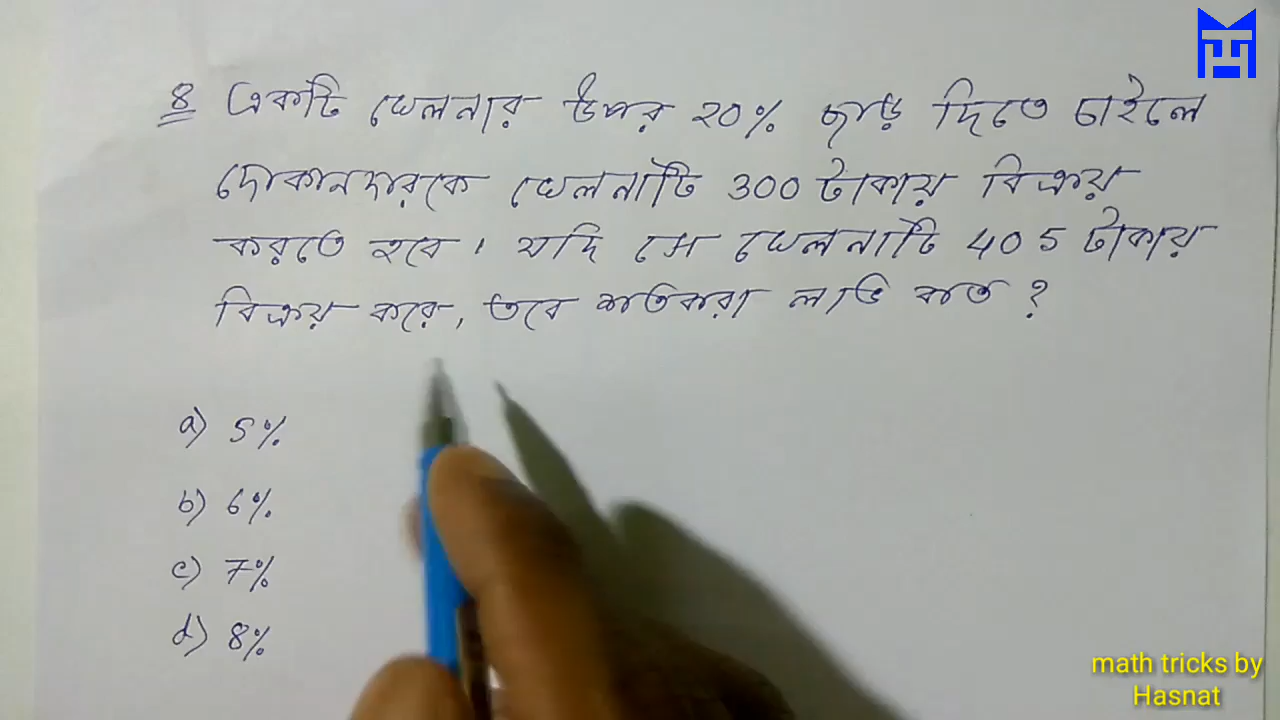 ৪ একটি খেলনার উপর ২০% ছাড় দিতে চাইলে
দোকানদারকে খেলনাটি 300 টাকায় বিক্রয়
করতে হবে। যদি সে খেলনাটি 405 টাকায়
বিক্রয় করে, তবে শতকরা লাভ কত?
a) 5%
b) 6%
c) 7%
d) 8%
math tricks by
Hasnat